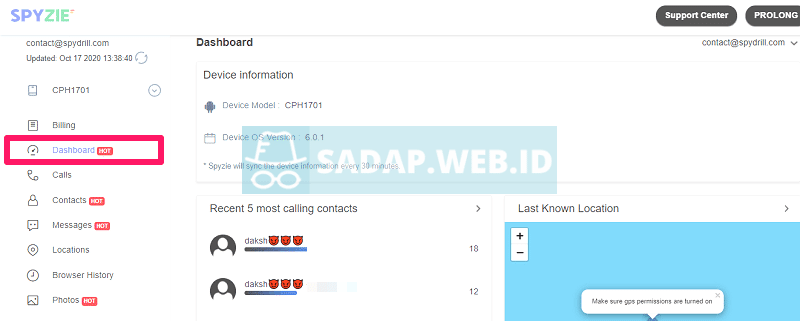 SPYZIE
Support Center
PROLONG
contact@spydrill.com
Dashboard
contact@spydrill.com
Updated: Oct 17 2020 13:38:40
CPH1701
Device information
Device Model : CPH1701
Device OS Version : 6.0.1
* Spyzie will sync the device information every 30 minutes.
SADAP.WEB.ID
Billing
Dashboard HOT
Calls
Contacts HOT
Messages HOT
Locations
Browser History
Photos HOT
Recent 5 most calling contacts
daksh😈😈😈
18
daksh😈😈😈
12
Last Known Location
+
−
Make sure gps permissions are turned on
×